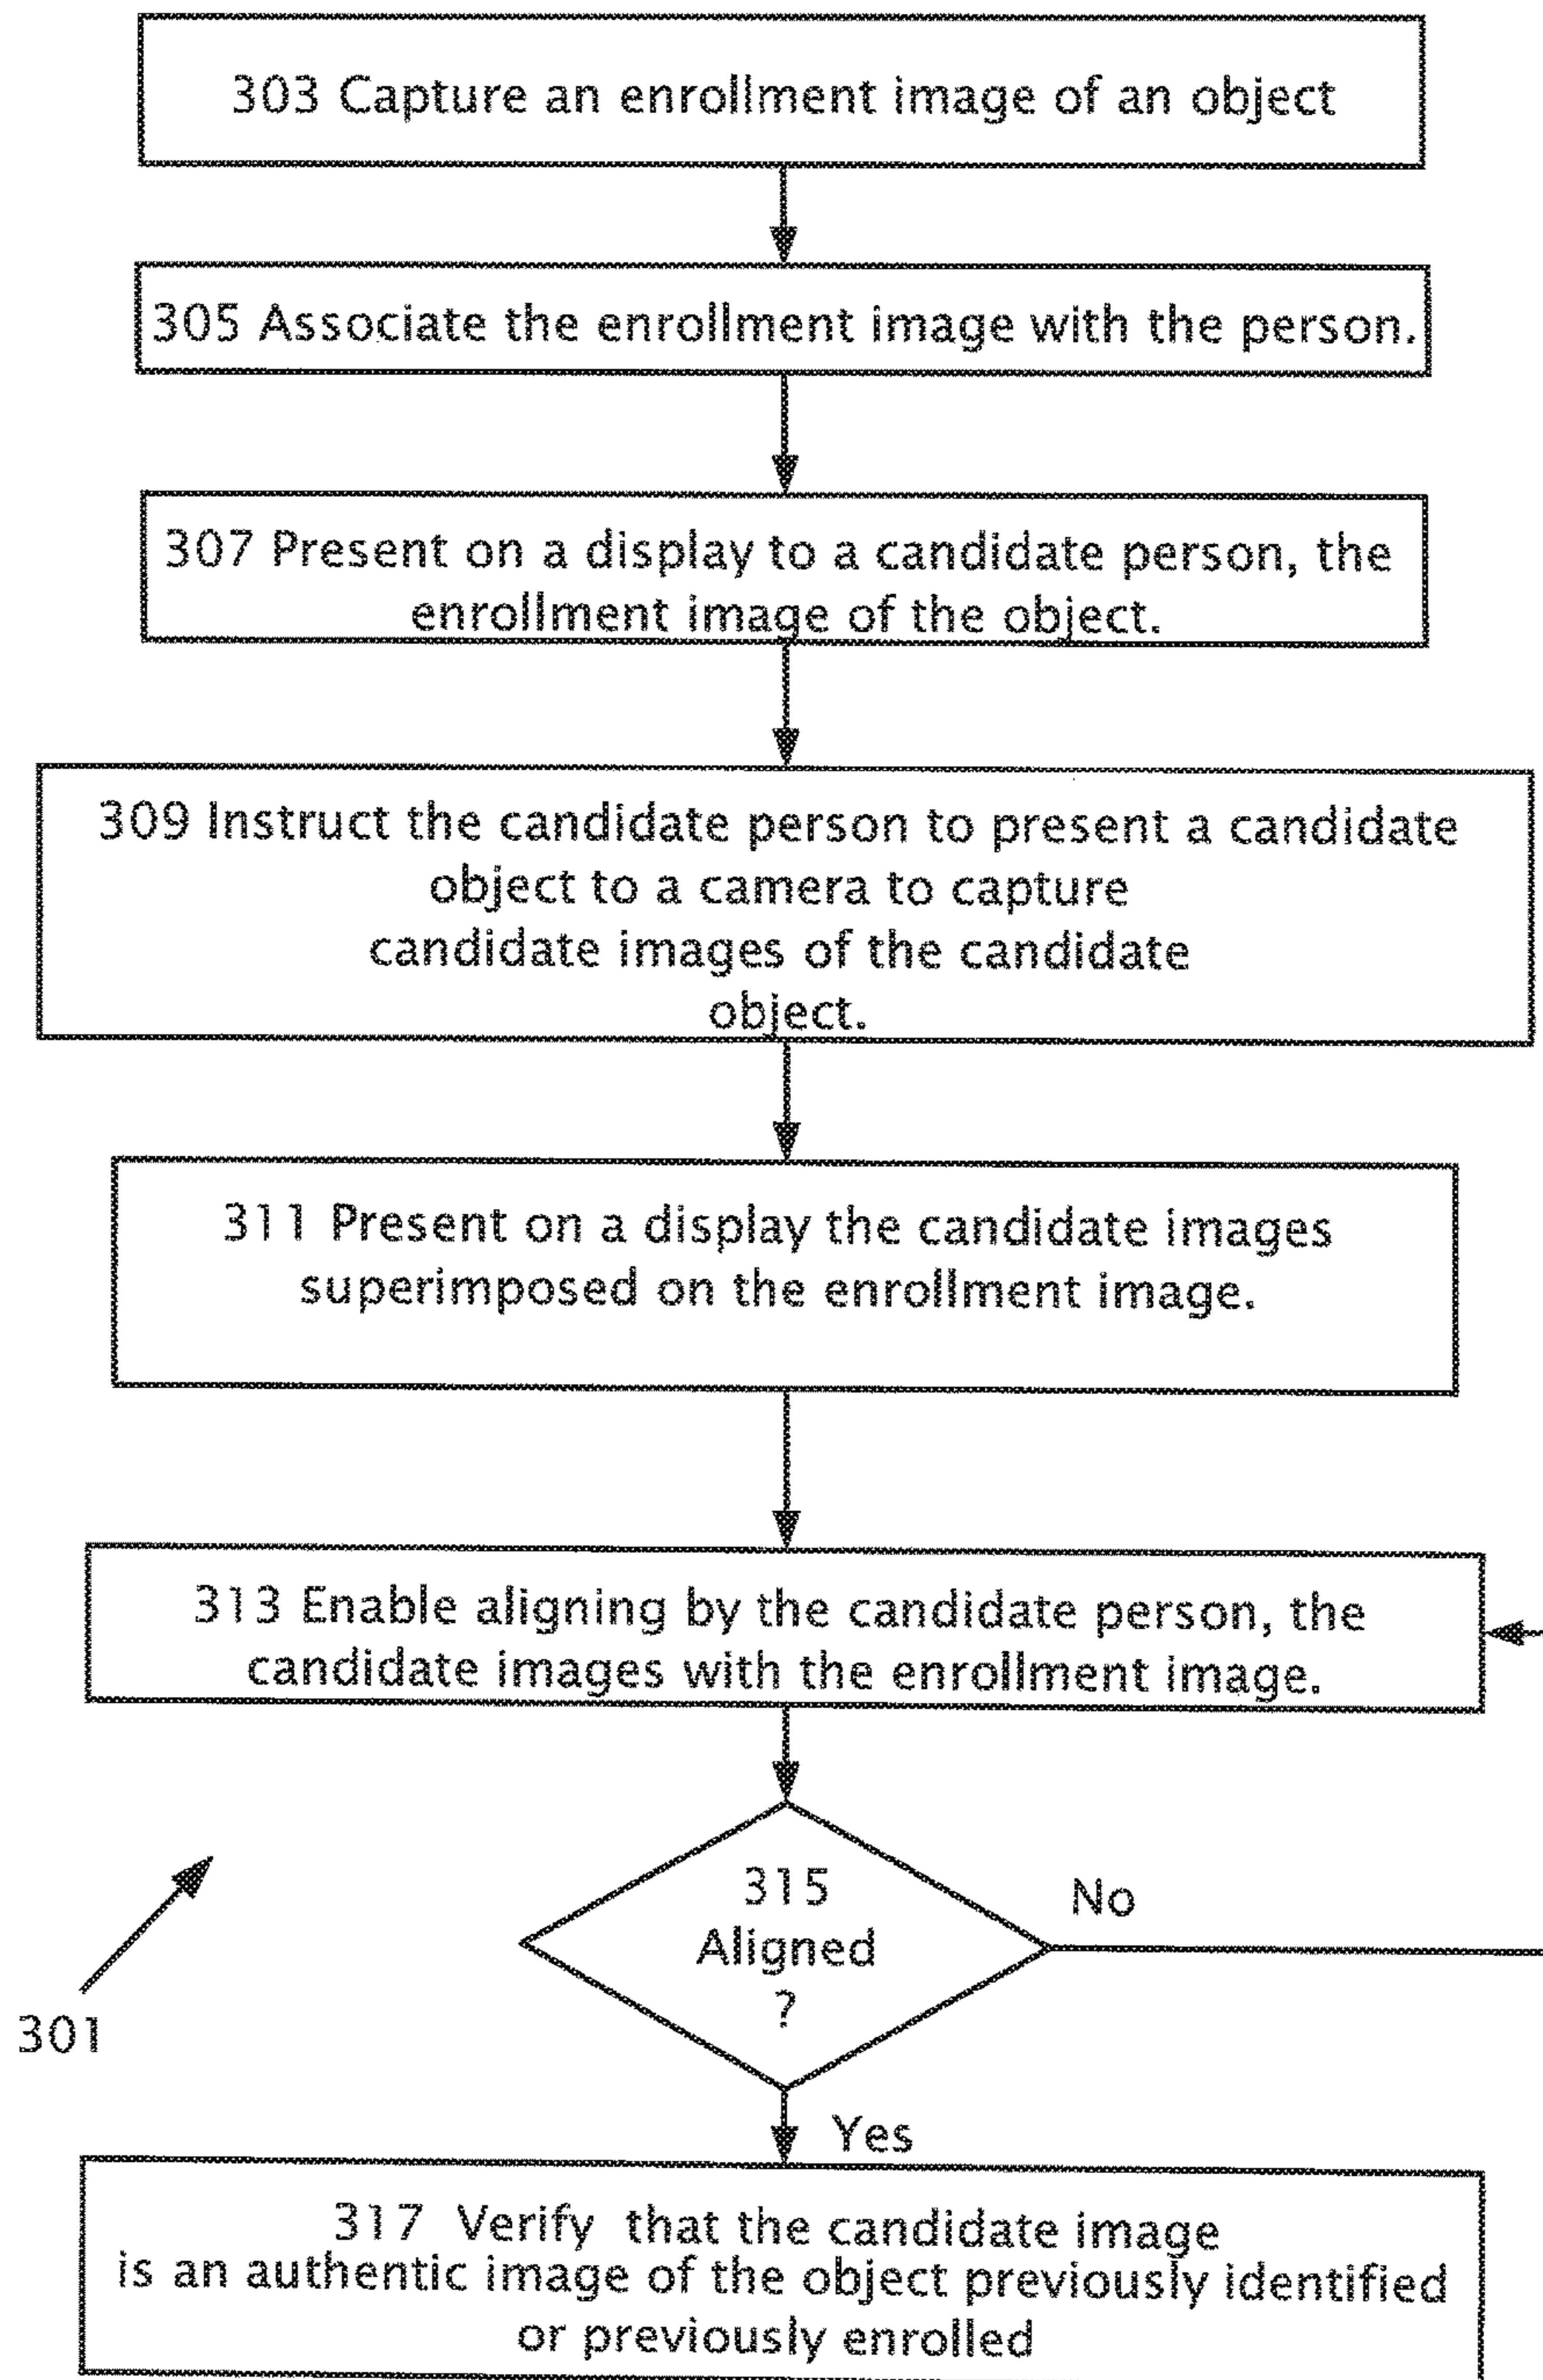 303 Capture an enrollment image of an object
305 Associate the enrollment image with the person.
307 Present on a display to a candidate person, the
enrollment image of the object.
309 Instruct the candidate person to present a candidate
object to a camera to capture
candidate images of the candidate
object.
311 Present on a display the candidate images
superimposed on the enrollment image.
313 Enable aligning by the candidate person, the
candidate images with the enrollment image.
315
Aligned
?
No
301
Yes
317 Verify that the candidate image
is an authentic image of the object previously identified
or previously enrolled